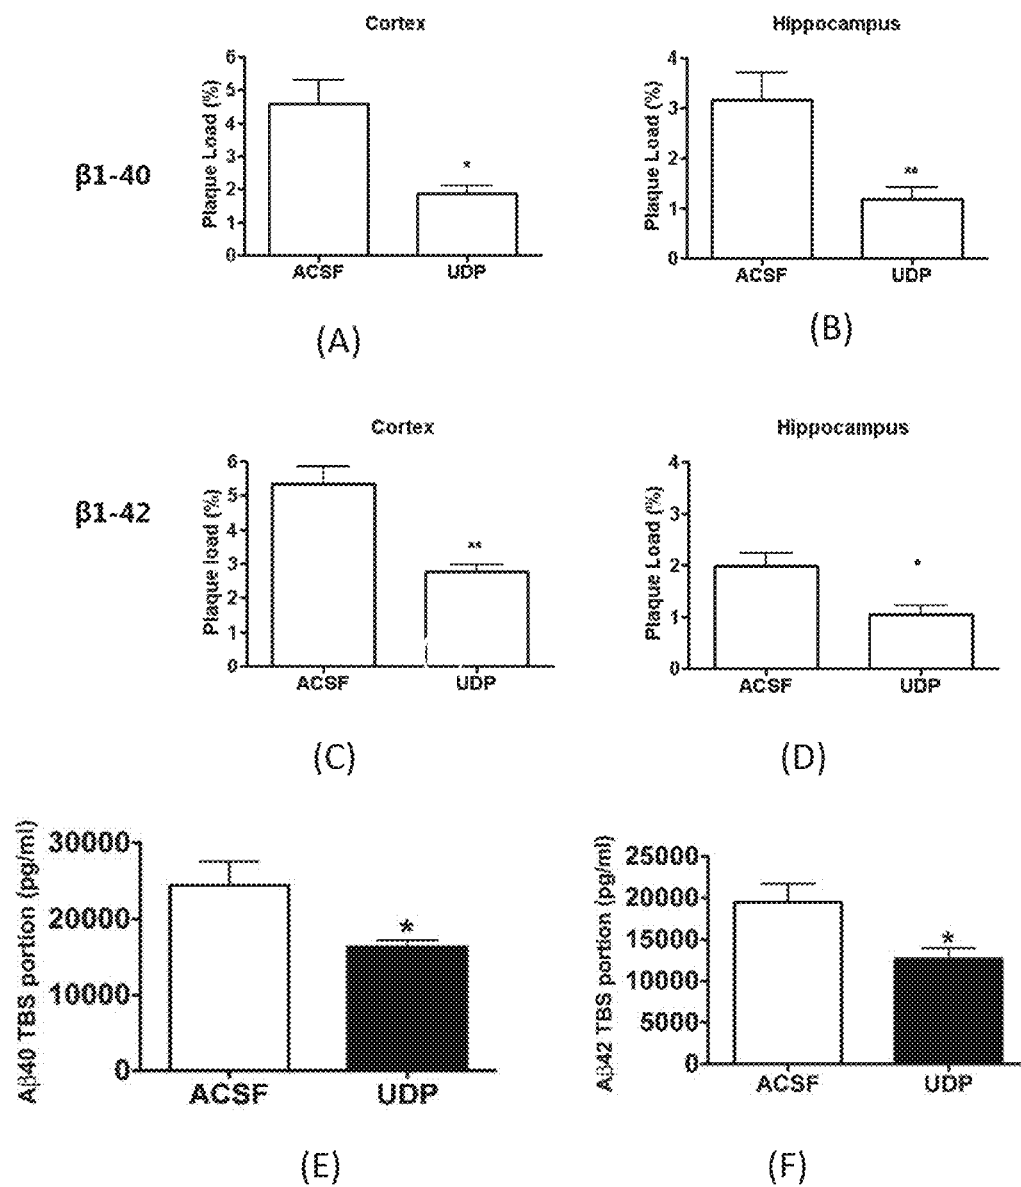 Cortex
Plaque Load (%)
6
5
4
3
2
1
0
*
ACSF
UDP
(A)
Hippocampus
Plaque Load (%)
4
3
2
1
0
**
ACSF
UDP
(B)
β1-40
Cortex
Plaque load (%)
6
5
4
3
2
1
0
**
ACSF
UDP
(C)
Hippocampus
Plaque Load (%)
4
3
2
1
0
*
ACSF
UDP
(D)
β1-42
Aβ40 TBS portion (pg/ml)
30000
20000
10000
0
*
ACSF
UDP
(E)
Aβ42 TBS portion (pg/ml)
25000
20000
15000
10000
5000
0
*
ACSF
UDP
(F)